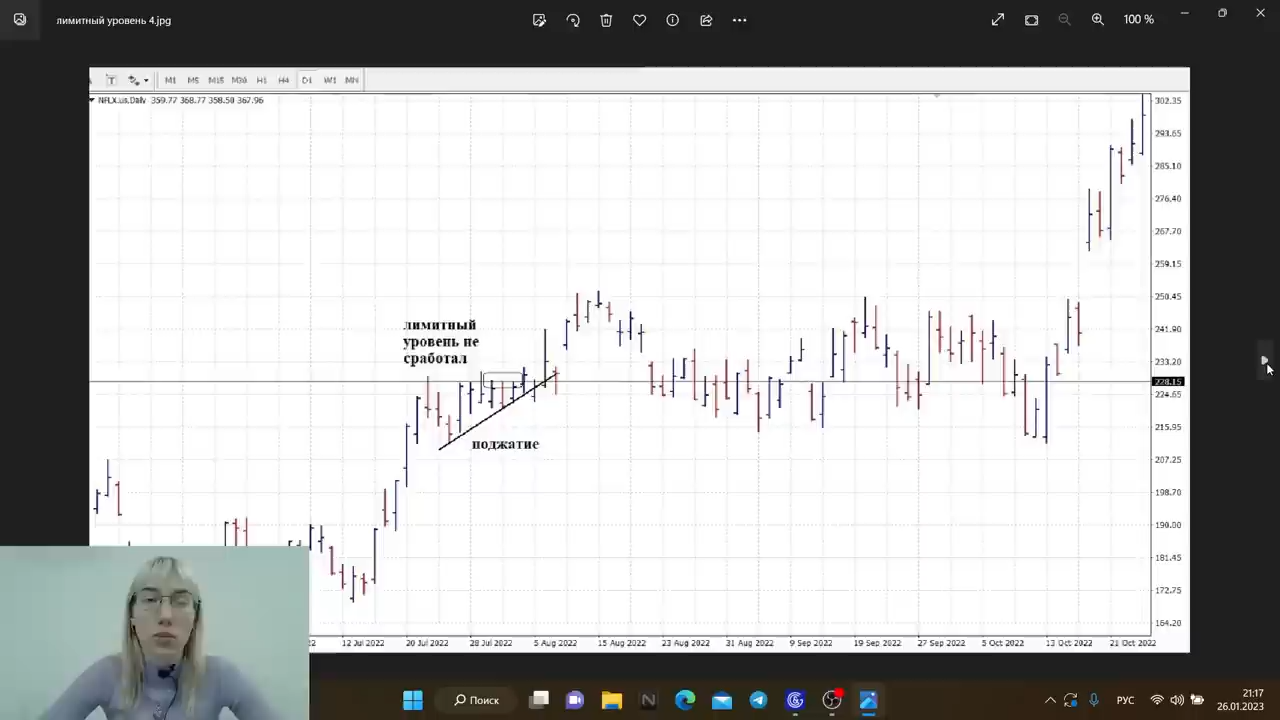 лимитный уровень 4.jpg
100 %
T
M1 M5 M15 M30 H1 H4 D1 W1 MN
NFLX.us,Daily 359.77 368.77 358.50 367.96
302.35
293.65
285.10
276.40
267.70
259.15
250.45
241.90
233.20
228.15
224.65
215.95
207.25
198.70
190.00
181.45
172.75
164.20
лимитный
уровень не
сработал
поджатие
12 Jul 2022 20 Jul 2022 28 Jul 2022 5 Aug 2022 15 Aug 2022 23 Aug 2022 31 Aug 2022 9 Sep 2022 19 Sep 2022 27 Sep 2022 5 Oct 2022 13 Oct 2022 21 Oct 2022
Поиск
РУС
21:17
26.01.2023